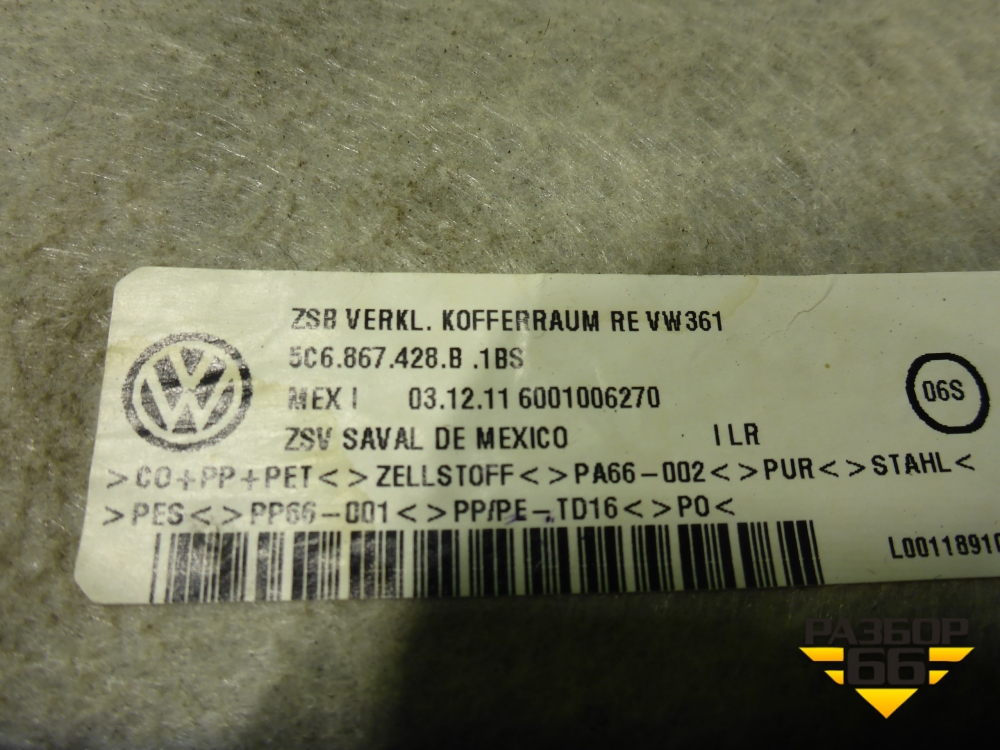 ZSB VERKL. KOFFERRAUM RE VW361
5C6.867.428.B .1BS
MEX I 03.12.11 6001006270
06S
ZSV SAVAL DE MEXICO I LR
>CO+PP+PET< >ZELLSTOFF< >PA66-002< >PUR< >STAHL<
>PES< >PP66-001< >PP/PE-TD16< >PO<
L00118910
РАЗБОР
66